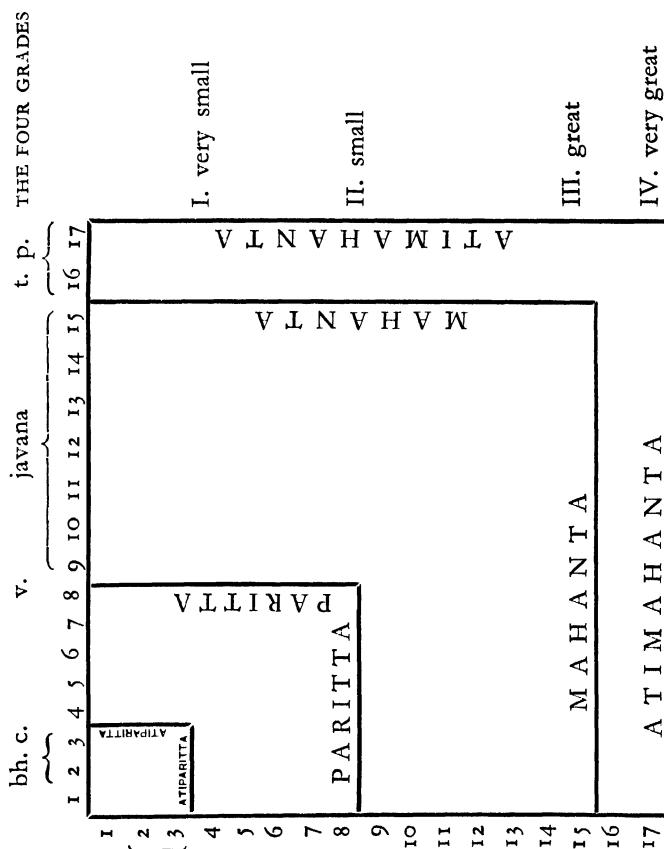 THE FOUR GRADES
bh. c. v. javana t. p.
1 2 3 4 5 6 7 8 9 10 11 12 13 14 15 16 17
1
2
3 ATIPARITTA I. very small
4
5
6
7
8 PARITTA II. small
9
10
11
12
13
14
15 MAHANTA III. great
16
17 ATIMAHANTA IV. very great
ATIPARITTA
PARITTA
MAHANTA
ATIMAHANTA